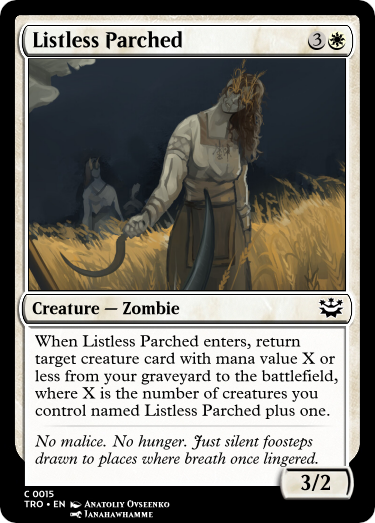 Listless Parched 3
Creature — Zombie
When Listless Parched enters, return
target creature card with mana value X or
less from your graveyard to the battlefield,
where X is the number of creatures you
control named Listless Parched plus one.
No malice. No hunger. Just silent foosteps
drawn to places where breath once lingered.
3/2
C 0015
TRO • EN Anatoliy Ovseenko
Janahawhamme